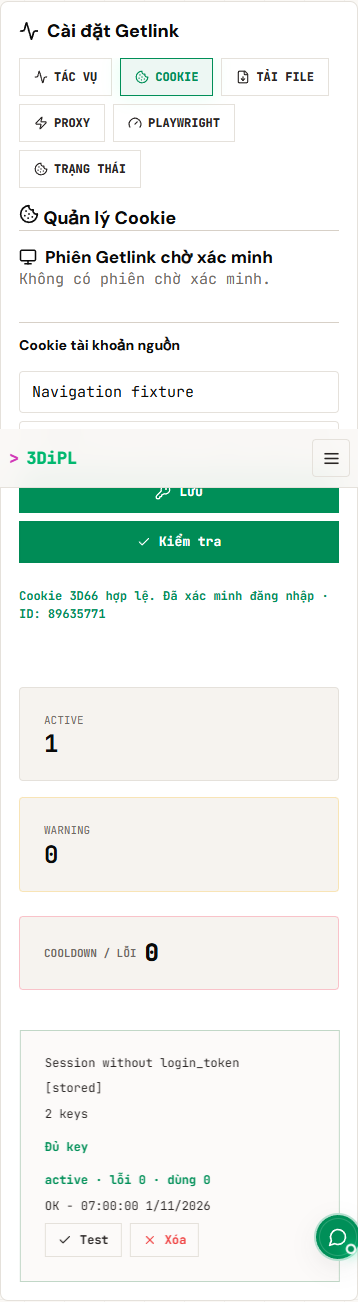 Cài đặt Getlink
TÁC VỤ
COOKIE
TẢI FILE
PROXY
PLAYWRIGHT
TRẠNG THÁI
Quản lý Cookie
Phiên Getlink chờ xác minh
Không có phiên chờ xác minh.
Cookie tài khoản nguồn
Navigation fixture
> 3DiPL
Lưu
Kiểm tra
Cookie 3D66 hợp lệ. Đã xác minh đăng nhập ·
ID: 89635771
ACTIVE
1
WARNING
0
COOLDOWN / LỖI 0
Session without login_token
[stored]
2 keys
Đủ key
active · lỗi 0 · dùng 0
OK - 07:00:00 1/11/2026
Test
Xóa